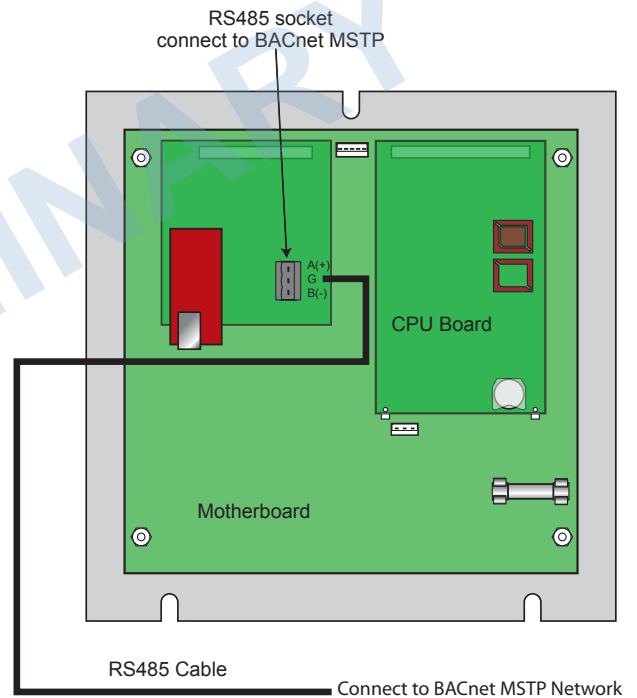 RS485 socket
connect to BACnet MSTP
A(+)
G
B(-)
CPU Board
Motherboard
RS485 Cable
Connect to BACnet MSTP Network